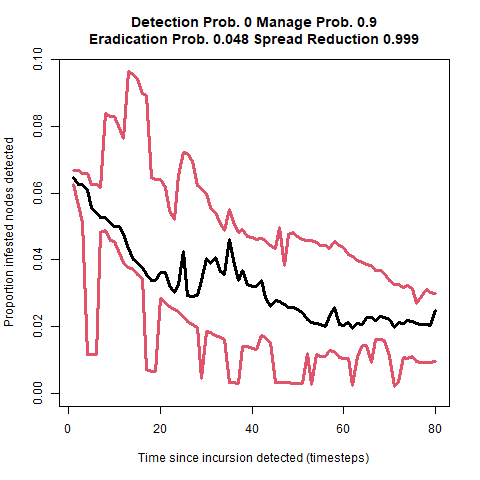 Detection Prob. 0 Manage Prob. 0.9
Eradication Prob. 0.048 Spread Reduction 0.999
Proportion infested nodes detected
0.10
0.08
0.06
0.04
0.02
0.00
0 20 40 60 80
Time since incursion detected (timesteps)